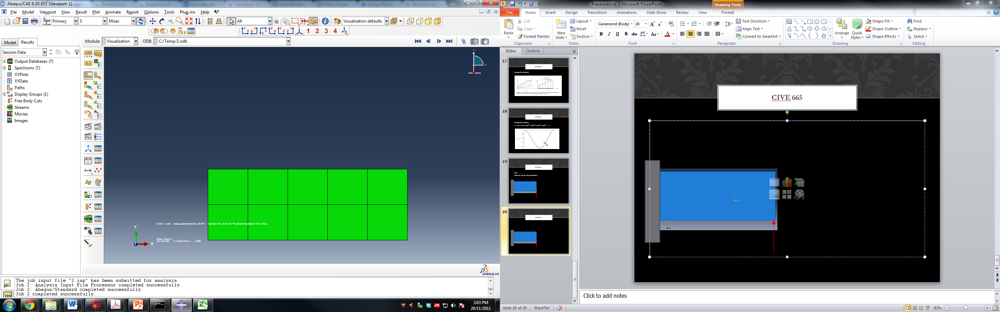 Abaqus/CAE 6.10-EF2 [Viewport: 1]
File Model Viewport View Result Plot Animate Report Options Tools Plug-ins Help
Primary S Mises All Visualization defaults
1 2 3 4
Model Results
Module: Visualization ODB: C:/Temp/2.odb
Session Data
Output Databases (7)
Spectrums (7)
XYPlots
XYData
Paths
Display Groups (1)
Free Body Cuts
Streams
Movies
Images
Y
X
Y
Z
X
ODB: 2.odb Abaqus/Standard 6.10-EF2 Tue Nov 29 15:01:57 Mountain Standard Time 2011
Step: Step-1
Increment 2: Step Time = 1.000
SIMULIA
The job input file "2.inp" has been submitted for analysis.
Job 2: Analysis Input File Processor completed successfully.
Job 2: Abaqus/Standard completed successfully.
Job 2 completed successfully.
3:03 PM
29/11/2011
Presentation1 - Microsoft PowerPoint
Drawing Tools
File Home Insert Design Transitions Animations Slide Show Review View Format
Paste
Cut
Copy
Format Painter
Clipboard
New Slide
Layout
Reset
Section
Slides
Garamond (Body) 20
B I U S abc AV Aa A
Font
Text Direction
Align Text
Convert to SmartArt
Paragraph
Arrange
Quick Styles
Shape Fill
Shape Outline
Shape Effects
Drawing
Find
Replace
Select
Editing
Slides Outline
17
18
19
20
CIVE 665
Click to add notes
Slide 20 of 20 "BlackTie" 92%